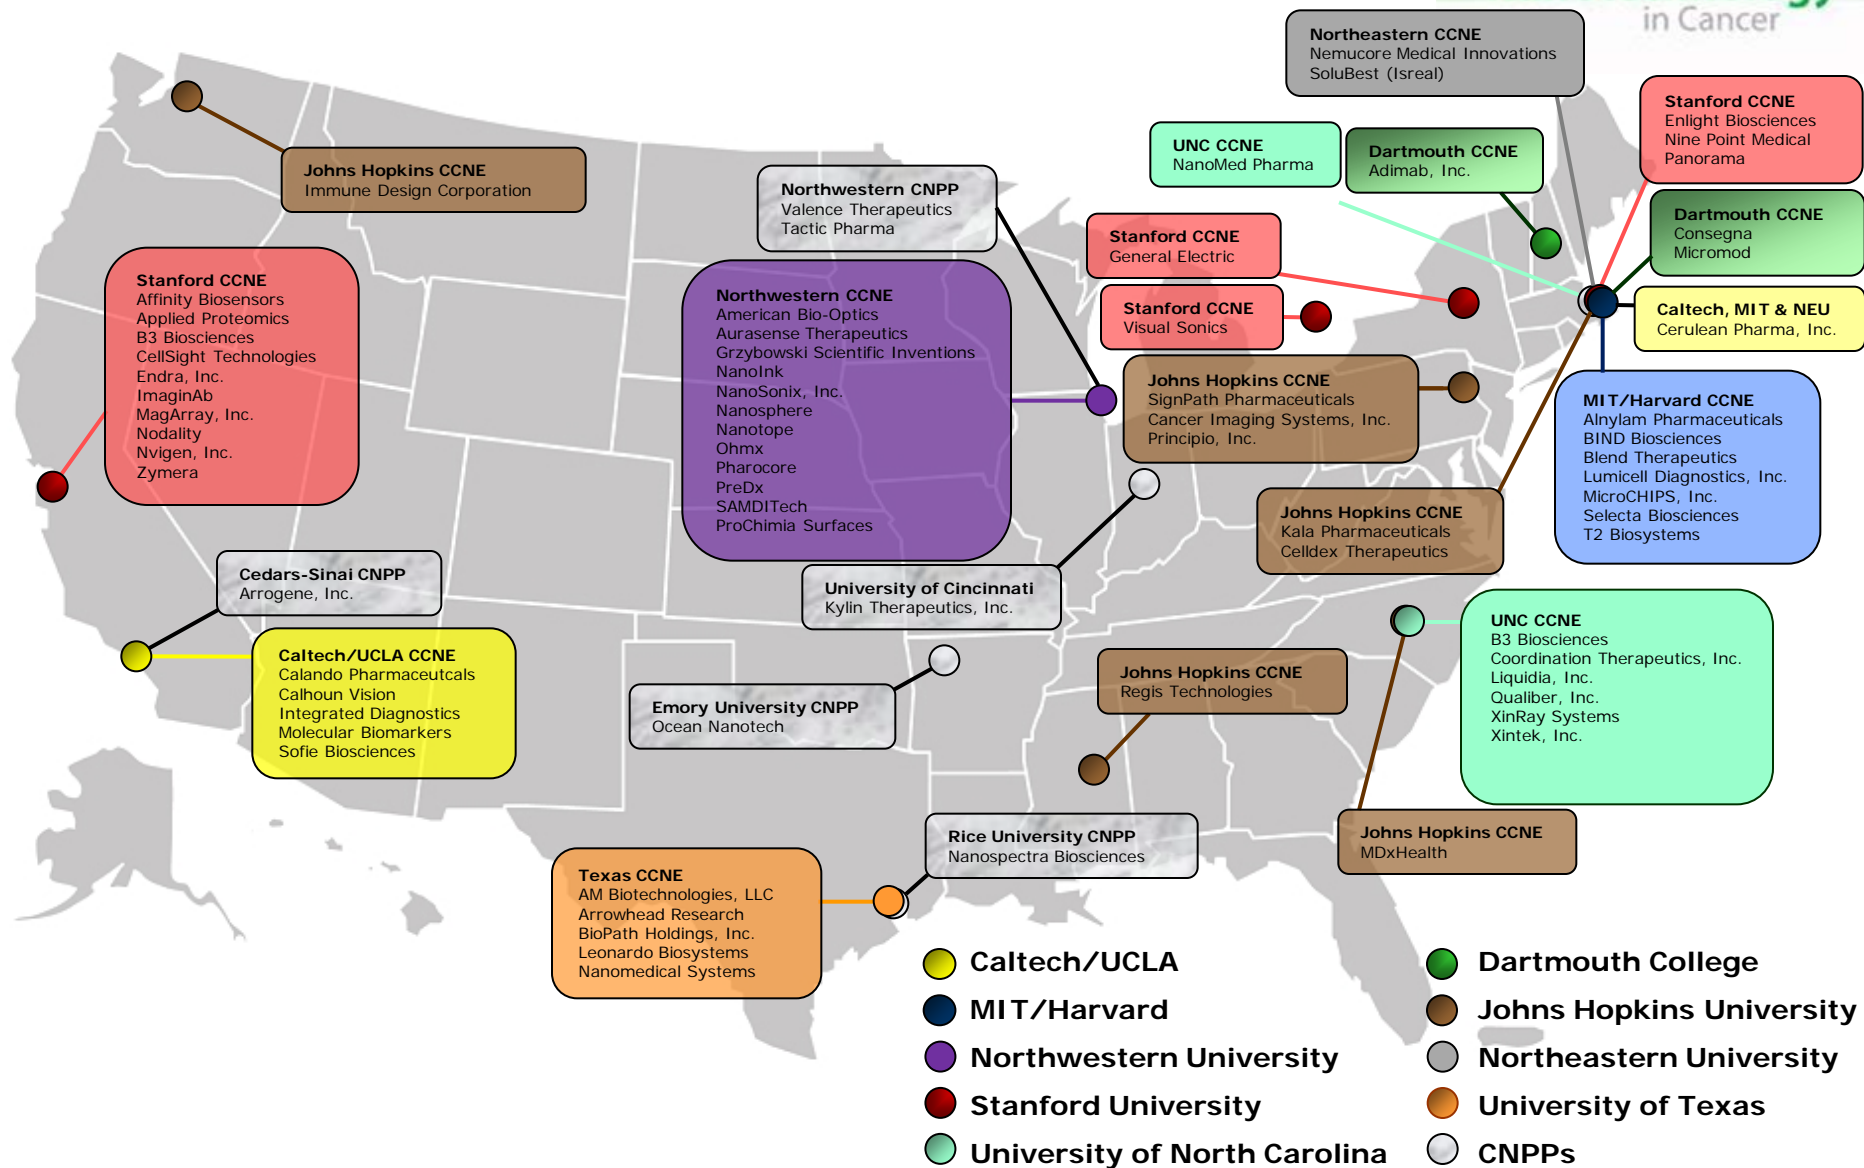 in Cancer
Northeastern CCNE
Nemucore Medical Innovations
SoluBest (Isreal)
Stanford CCNE
Enlight Biosciences
Nine Point Medical
Panorama
UNC CCNE
NanoMed Pharma
Dartmouth CCNE
Adimab, Inc.
Johns Hopkins CCNE
Immune Design Corporation
Northwestern CNPP
Valence Therapeutics
Tactic Pharma
Dartmouth CCNE
Consegna
Micromod
Stanford CCNE
General Electric
Stanford CCNE
Affinity Biosensors
Applied Proteomics
B3 Biosciences
CellSight Technologies
Endra, Inc.
ImaginAb
MagArray, Inc.
Nodality
Nvigen, Inc.
Zymera
Northwestern CCNE
American Bio-Optics
Aurasense Therapeutics
Grzybowski Scientific Inventions
NanoInk
NanoSonix, Inc.
Nanosphere
Nanotope
Ohmx
Pharocore
PreDx
SAMDITech
ProChimia Surfaces
Stanford CCNE
Visual Sonics
Caltech, MIT & NEU
Cerulean Pharma, Inc.
Johns Hopkins CCNE
SignPath Pharmaceuticals
Cancer Imaging Systems, Inc.
Principio, Inc.
MIT/Harvard CCNE
Alnylam Pharmaceuticals
BIND Biosciences
Blend Therapeutics
Lumicell Diagnostics, Inc.
MicroCHIPS, Inc.
Selecta Biosciences
T2 Biosystems
Johns Hopkins CCNE
Kala Pharmaceuticals
Celldex Therapeutics
Cedars-Sinai CNPP
Arrogene, Inc.
University of Cincinnati
Kylin Therapeutics, Inc.
UNC CCNE
B3 Biosciences
Coordination Therapeutics, Inc.
Liquidia, Inc.
Qualiber, Inc.
XinRay Systems
Xintek, Inc.
Caltech/UCLA CCNE
Calando Pharmaceutcals
Calhoun Vision
Integrated Diagnostics
Molecular Biomarkers
Sofie Biosciences
Johns Hopkins CCNE
Regis Technologies
Emory University CNPP
Ocean Nanotech
Rice University CNPP
Nanospectra Biosciences
Johns Hopkins CCNE
MDxHealth
Texas CCNE
AM Biotechnologies, LLC
Arrowhead Research
BioPath Holdings, Inc.
Leonardo Biosystems
Nanomedical Systems
Caltech/UCLA
MIT/Harvard
Northwestern University
Stanford University
University of North Carolina
Dartmouth College
Johns Hopkins University
Northeastern University
University of Texas
CNPPs